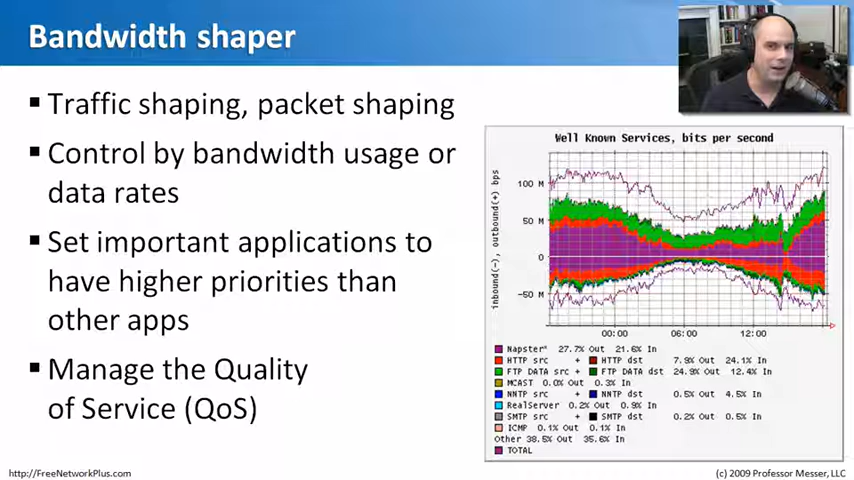 Bandwidth shaper
▪ Traffic shaping, packet shaping
▪ Control by bandwidth usage or
data rates
▪ Set important applications to
have higher priorities than
other apps
▪ Manage the Quality
of Service (QoS)
Well Known Services, bits per second
inbound(-), outbound(+) bps
100 M
50 M
0
-50 M
00:00 06:00 12:00
Napster* 27.7% Out 21.6% In
HTTP src + HTTP dst 7.9% Out 24.1% In
FTP DATA src + FTP DATA dst 24.9% Out 12.4% In
MCAST 0.0% Out 0.3% In
NNTP src + NNTP dst 0.5% Out 4.5% In
RealServer 0.2% Out 0.9% In
SMTP src + SMTP dst 0.2% Out 0.5% In
ICMP 0.1% Out 0.1% In
Other 38.5% Out 35.6% In
TOTAL
http://FreeNetworkPlus.com
(c) 2009 Professor Messer, LLC